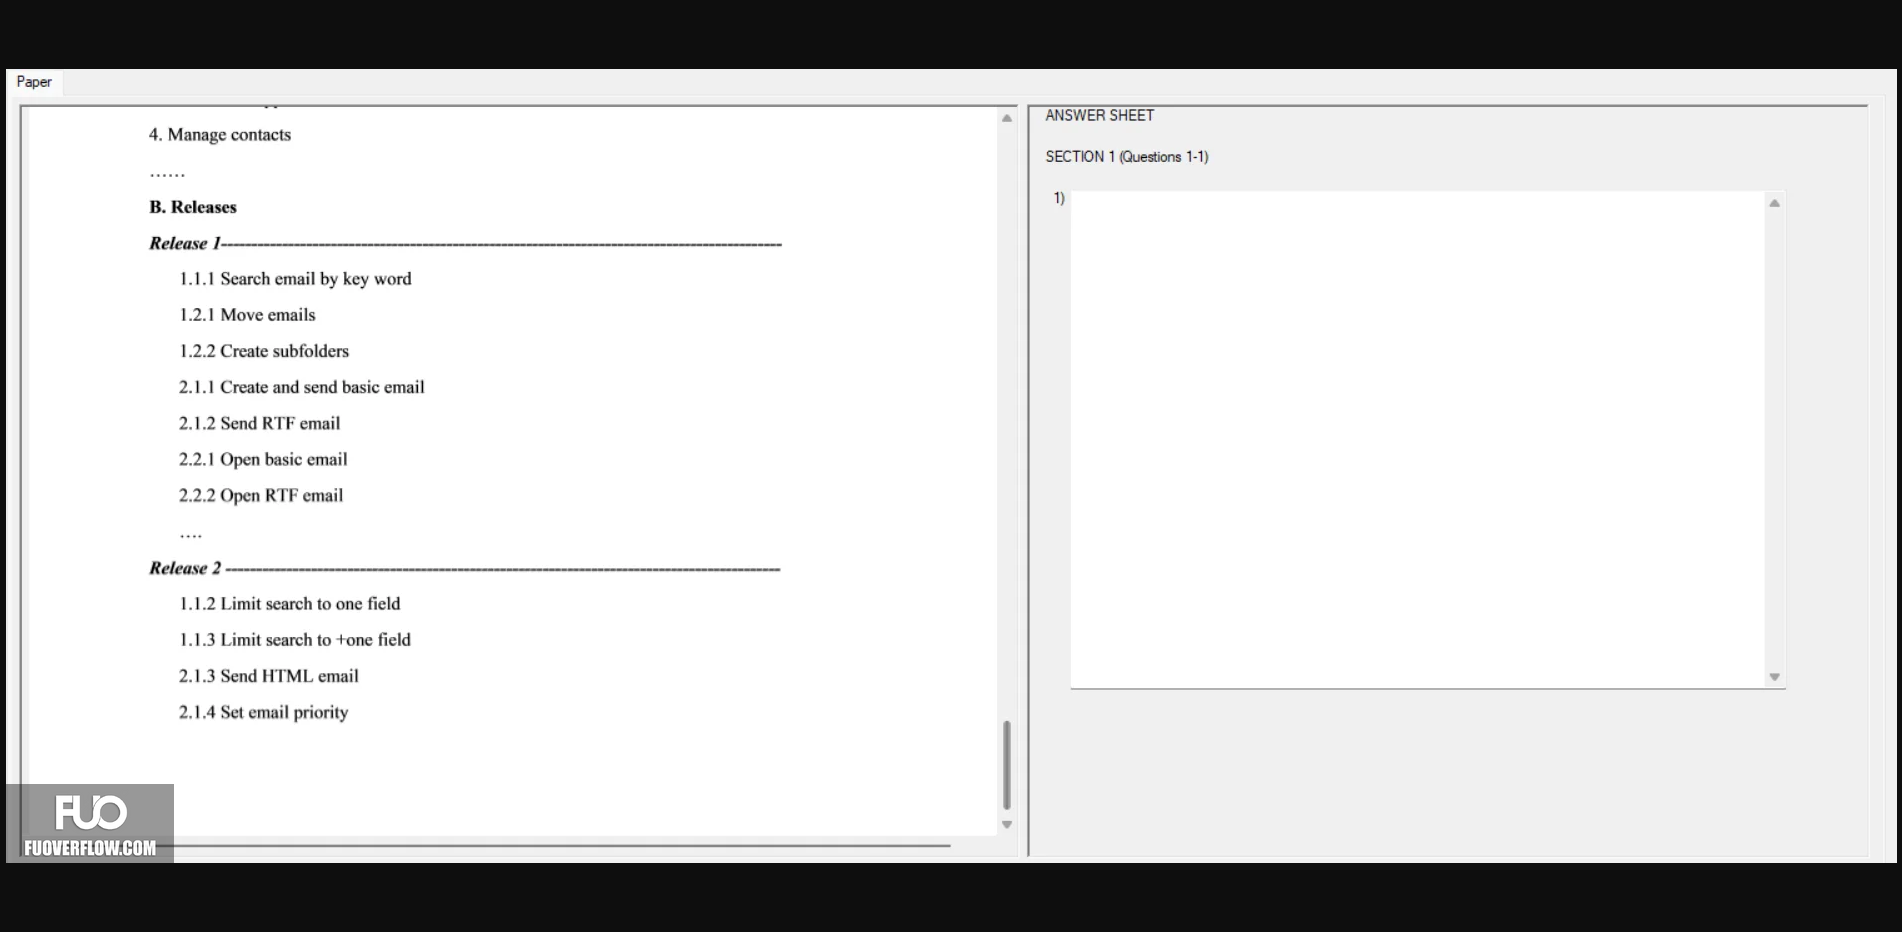 Paper
4. Manage contacts
......
B. Releases
Release 1--------------------------------------------------------------------------------------------
1.1.1 Search email by key word
1.2.1 Move emails
1.2.2 Create subfolders
2.1.1 Create and send basic email
2.1.2 Send RTF email
2.2.1 Open basic email
2.2.2 Open RTF email
....
Release 2 -------------------------------------------------------------------------------------------
1.1.2 Limit search to one field
1.1.3 Limit search to +one field
2.1.3 Send HTML email
2.1.4 Set email priority
FUO
FUOVERFLOW.COM
ANSWER SHEET
SECTION 1 (Questions 1-1)
1)